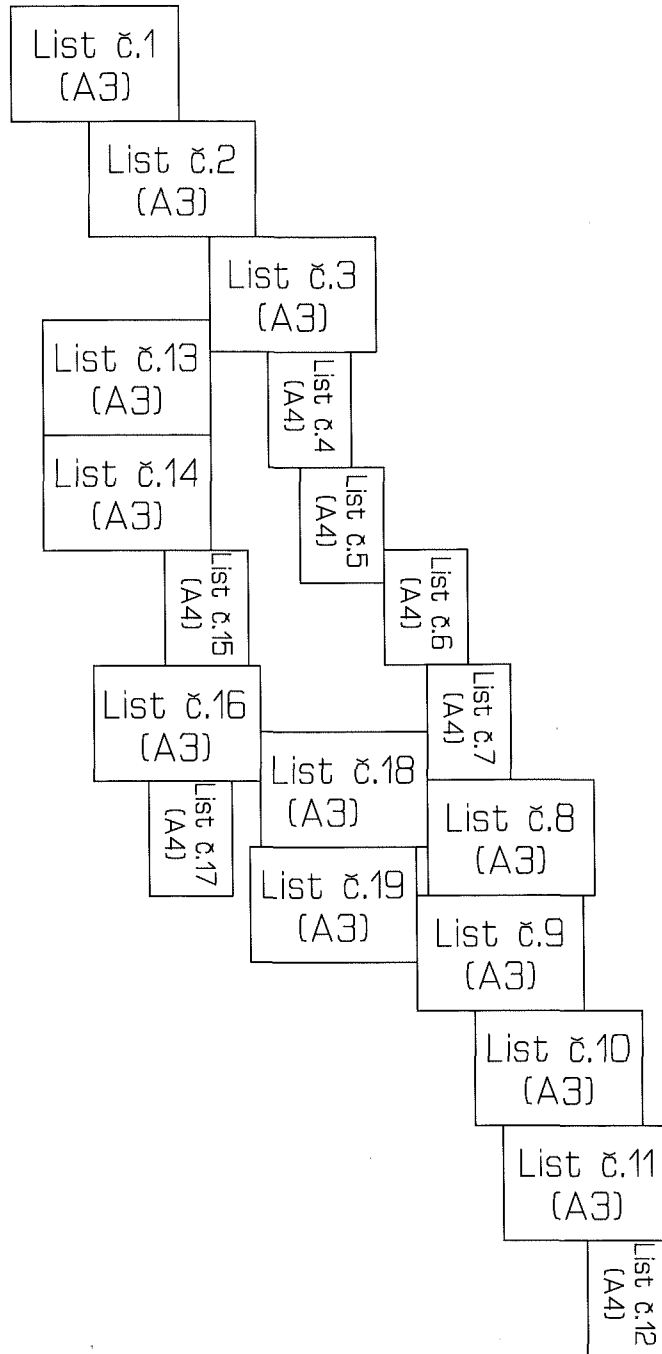 List č.1
(A3)
List č.2
(A3)
List č.3
(A3)
List č.13
(A3)
List č.4
(A4)
List č.14
(A3)
List č.5
(A4)
List č.15
(A4)
List č.6
(A4)
List č.16
(A3)
List č.7
(A4)
List č.18
(A3)
List č.17
(A4)
List č.8
(A3)
List č.19
(A3)
List č.9
(A3)
List č.10
(A3)
List č.11
(A3)
List č.12
(A4)